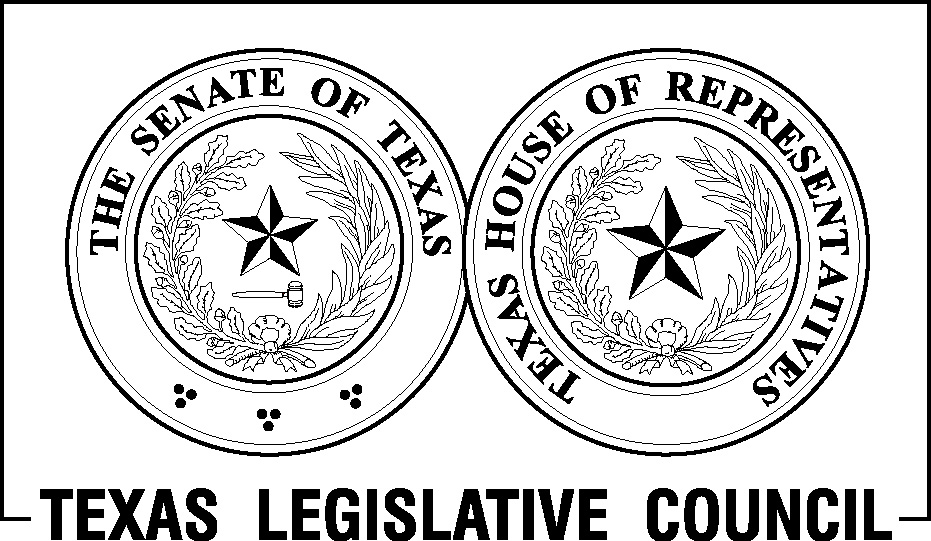 THE SENATE OF TEXAS
TEXAS HOUSE OF REPRESENTATIVES
TEXAS LEGISLATIVE COUNCIL